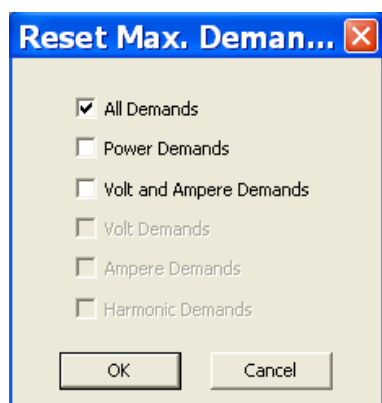 Reset Max. Deman...
All Demands
Power Demands
Volt and Ampere Demands
Volt Demands
Ampere Demands
Harmonic Demands
OK
Cancel